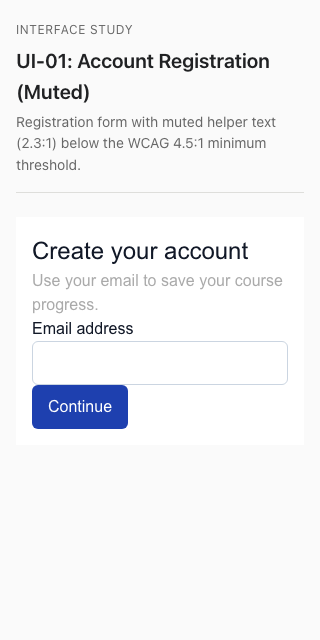 INTERFACE STUDY
UI-01: Account Registration
(Muted)
Registration form with muted helper text
(2.3:1) below the WCAG 4.5:1 minimum
threshold.
Create your account
Use your email to save your course
progress.
Email address
Continue